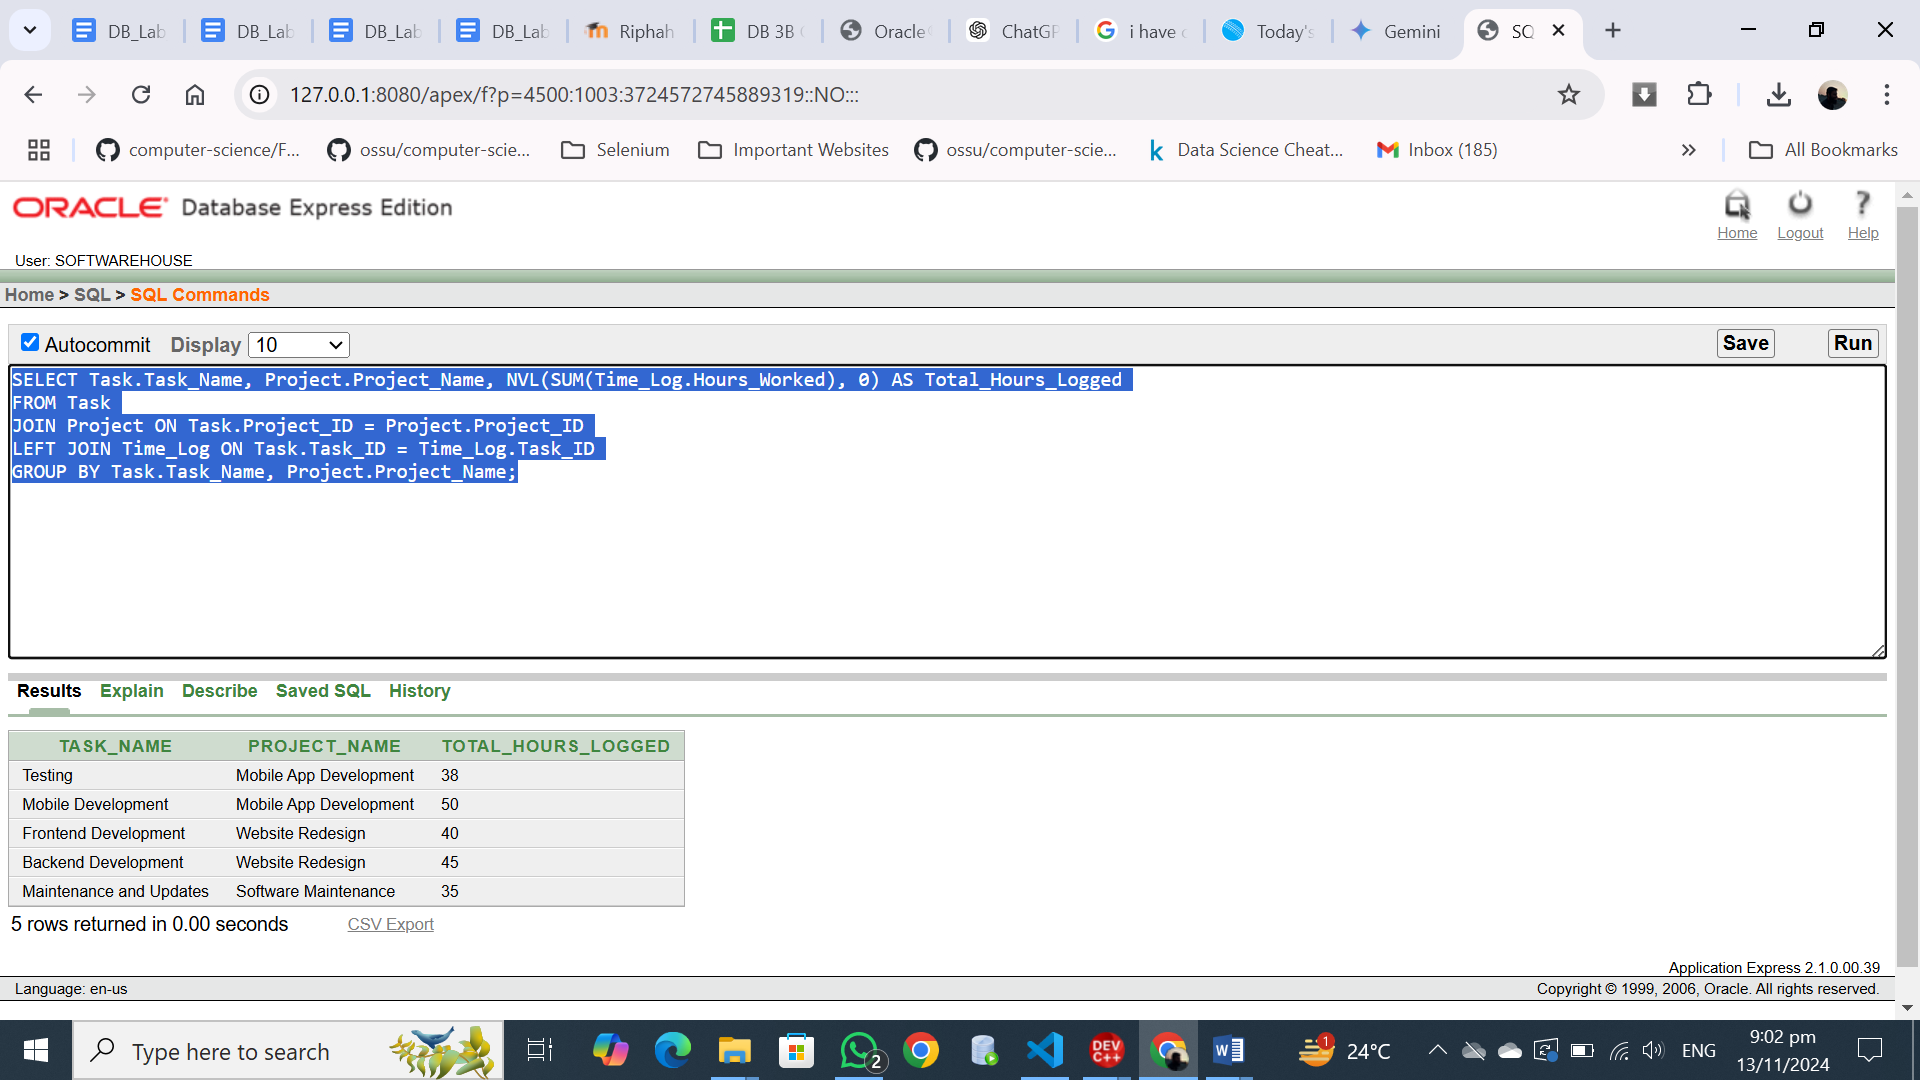 DB_Lab DB_Lab DB_Lab DB_Lab Riphah DB 3B Oracle ChatGP i have Today's Gemini SQ
127.0.0.1:8080/apex/f?p=4500:1003:3724572745889319::NO:::
computer-science/F... ossu/computer-scie... Selenium Important Websites ossu/computer-scie... Data Science Cheat... Inbox (185) » All Bookmarks
ORACLE Database Express Edition
Home Logout Help
User: SOFTWAREHOUSE
Home > SQL > SQL Commands
Autocommit Display 10 Save Run
SELECT Task.Task_Name, Project.Project_Name, NVL(SUM(Time_Log.Hours_Worked), 0) AS Total_Hours_Logged
FROM Task
JOIN Project ON Task.Project_ID = Project.Project_ID
LEFT JOIN Time_Log ON Task.Task_ID = Time_Log.Task_ID
GROUP BY Task.Task_Name, Project.Project_Name;
Results Explain Describe Saved SQL History
TASK_NAME PROJECT_NAME TOTAL_HOURS_LOGGED
Testing Mobile App Development 38
Mobile Development Mobile App Development 50
Frontend Development Website Redesign 40
Backend Development Website Redesign 45
Maintenance and Updates Software Maintenance 35
5 rows returned in 0.00 seconds CSV Export
Application Express 2.1.0.00.39
Language: en-us Copyright © 1999, 2006, Oracle. All rights reserved.
Type here to search 2 DEV C++ 1 24°C ENG 9:02 pm
13/11/2024